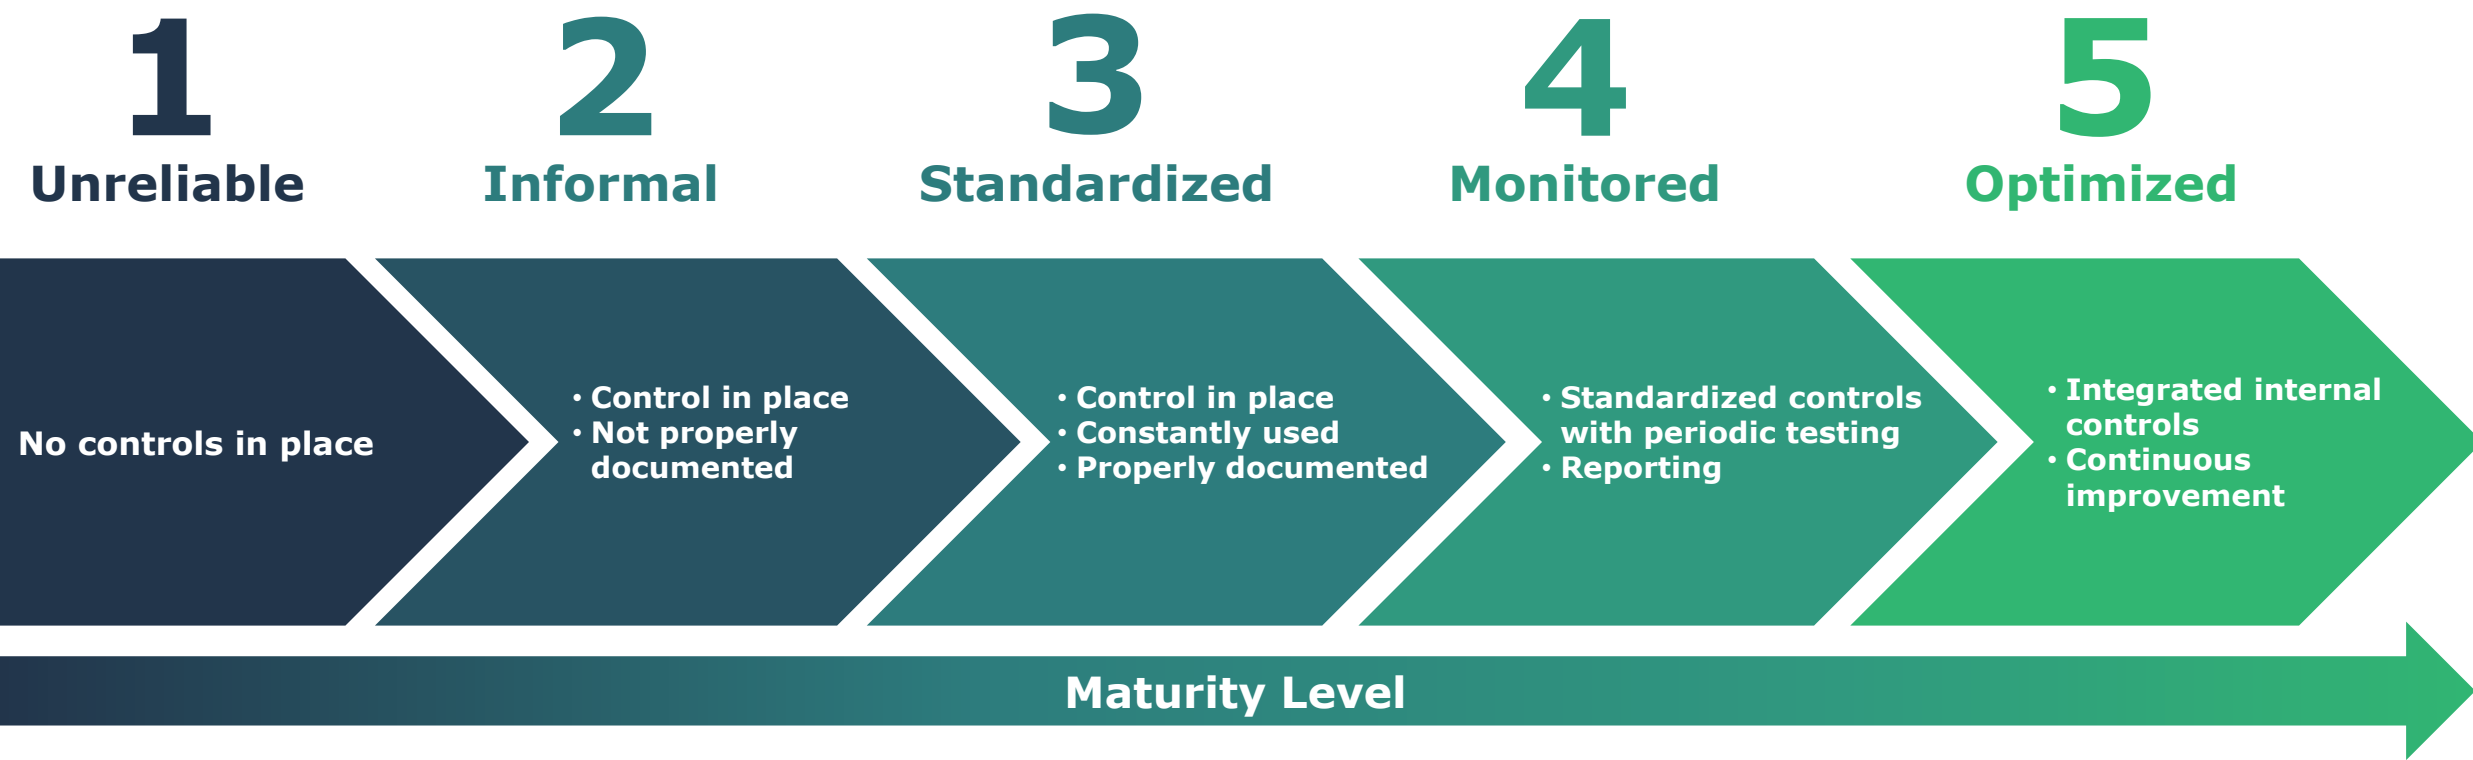 1
Unreliable
2
Informal
3
Standardized
4
Monitored
5
Optimized
No controls in place
• Control in place
• Not properly
documented
• Control in place
• Constantly used
• Properly documented
• Standardized controls
with periodic testing
• Reporting
• Integrated internal
controls
• Continuous
improvement
Maturity Level